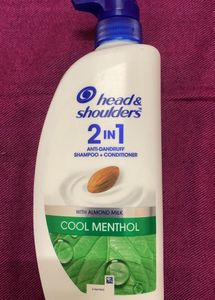 head &
shoulders
2 IN 1
ANTI-DANDRUFF
SHAMPOO + CONDITIONER
WITH ALMOND MILK
COOL MENTHOL